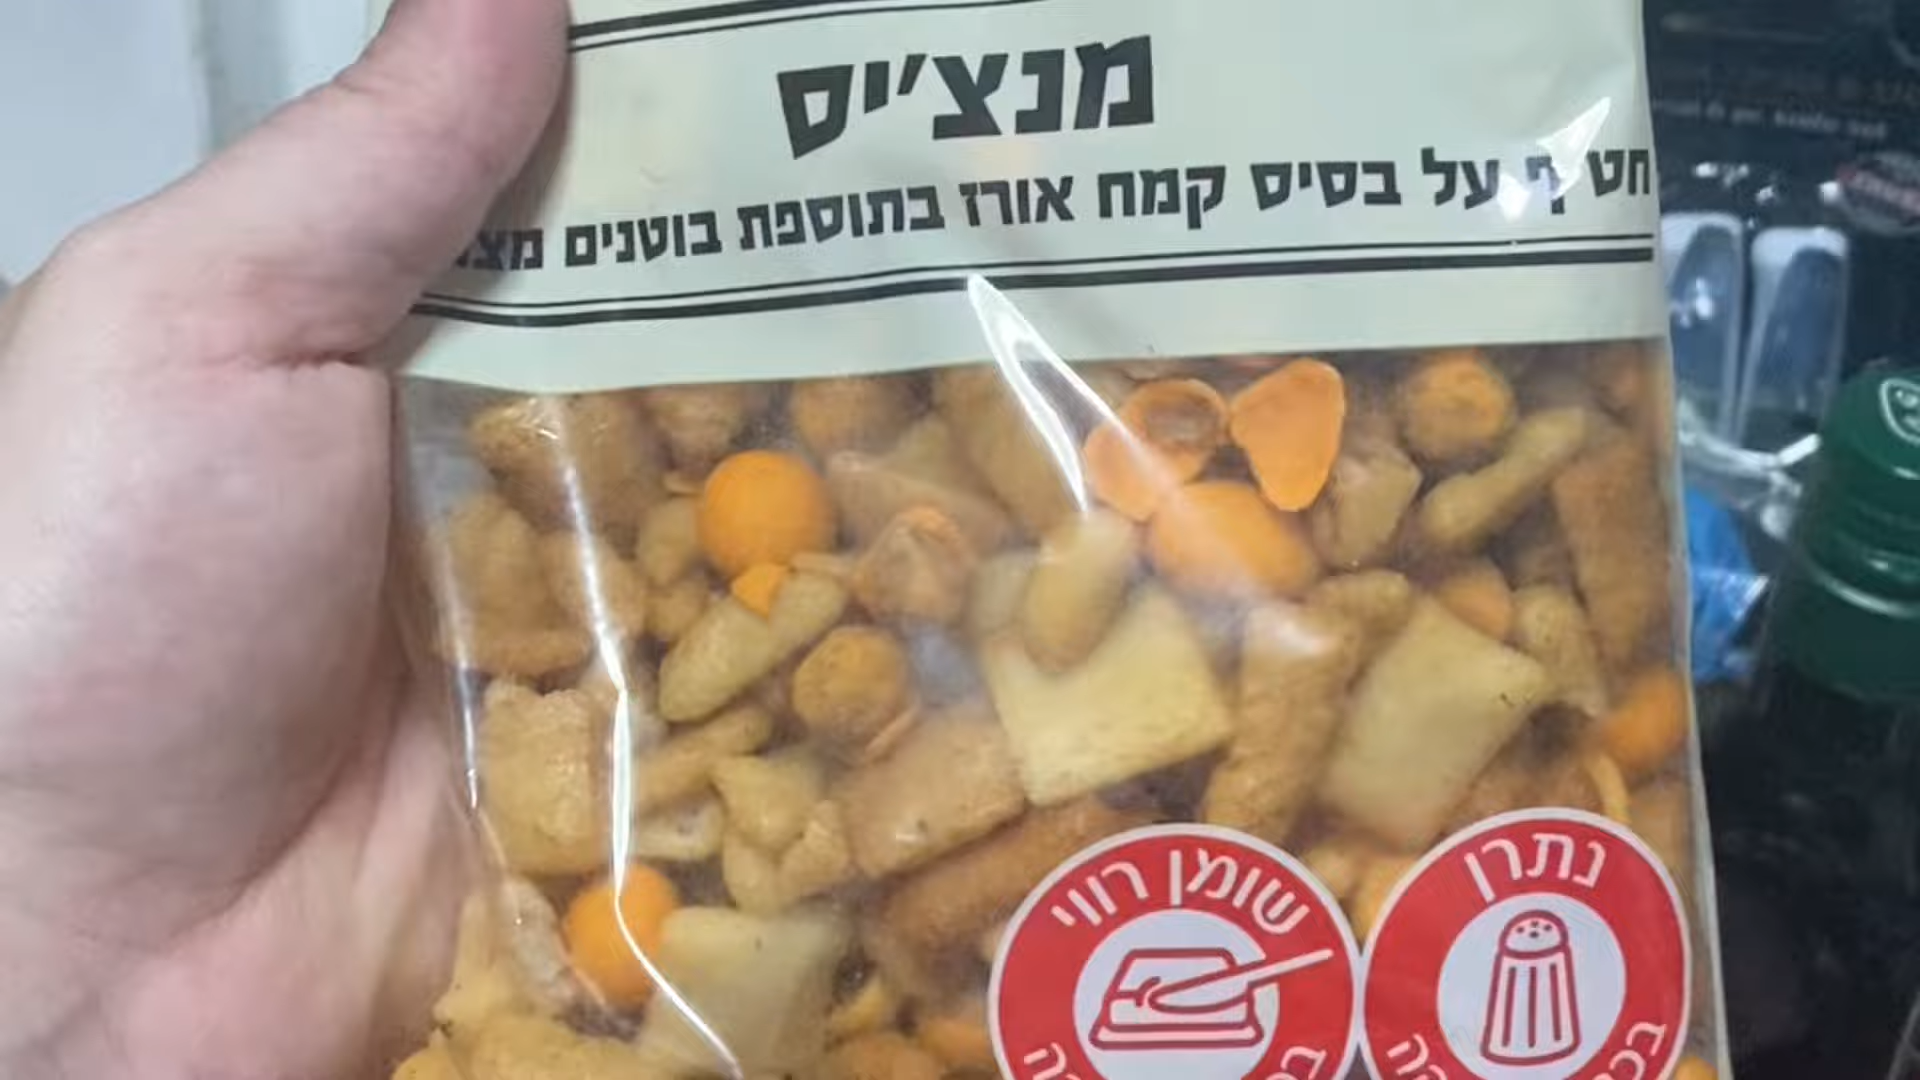 מנצ'יס
על בסיס קמח אורז בתוספת בוטנים
שומן רווי
נתרן